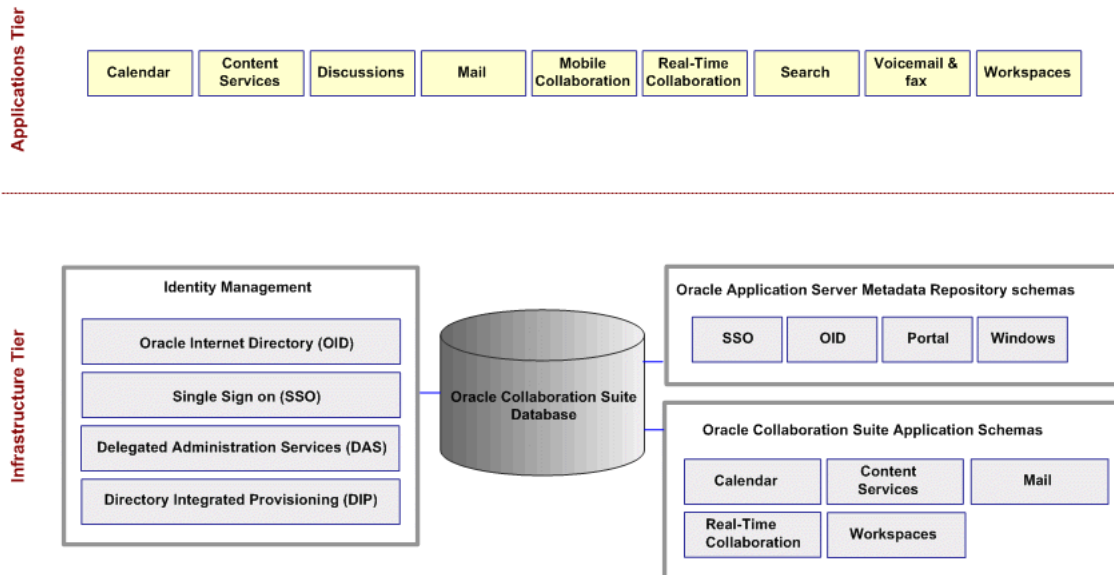 Applications Tier
Calendar
Content
Services
Discussions
Mail
Mobile
Collaboration
Real-Time
Collaboration
Search
Voicemail &
fax
Workspaces
Infrastructure Tier
Identity Management
Oracle Internet Directory (OID)
Single Sign on (SSO)
Delegated Administration Services (DAS)
Directory Integrated Provisioning (DIP)
Oracle Collaboration Suite
Database
Oracle Application Server Metadata Repository schemas
SSO
OID
Portal
Windows
Oracle Collaboration Suite Application Schemas
Calendar
Content
Services
Mail
Real-Time
Collaboration
Workspaces